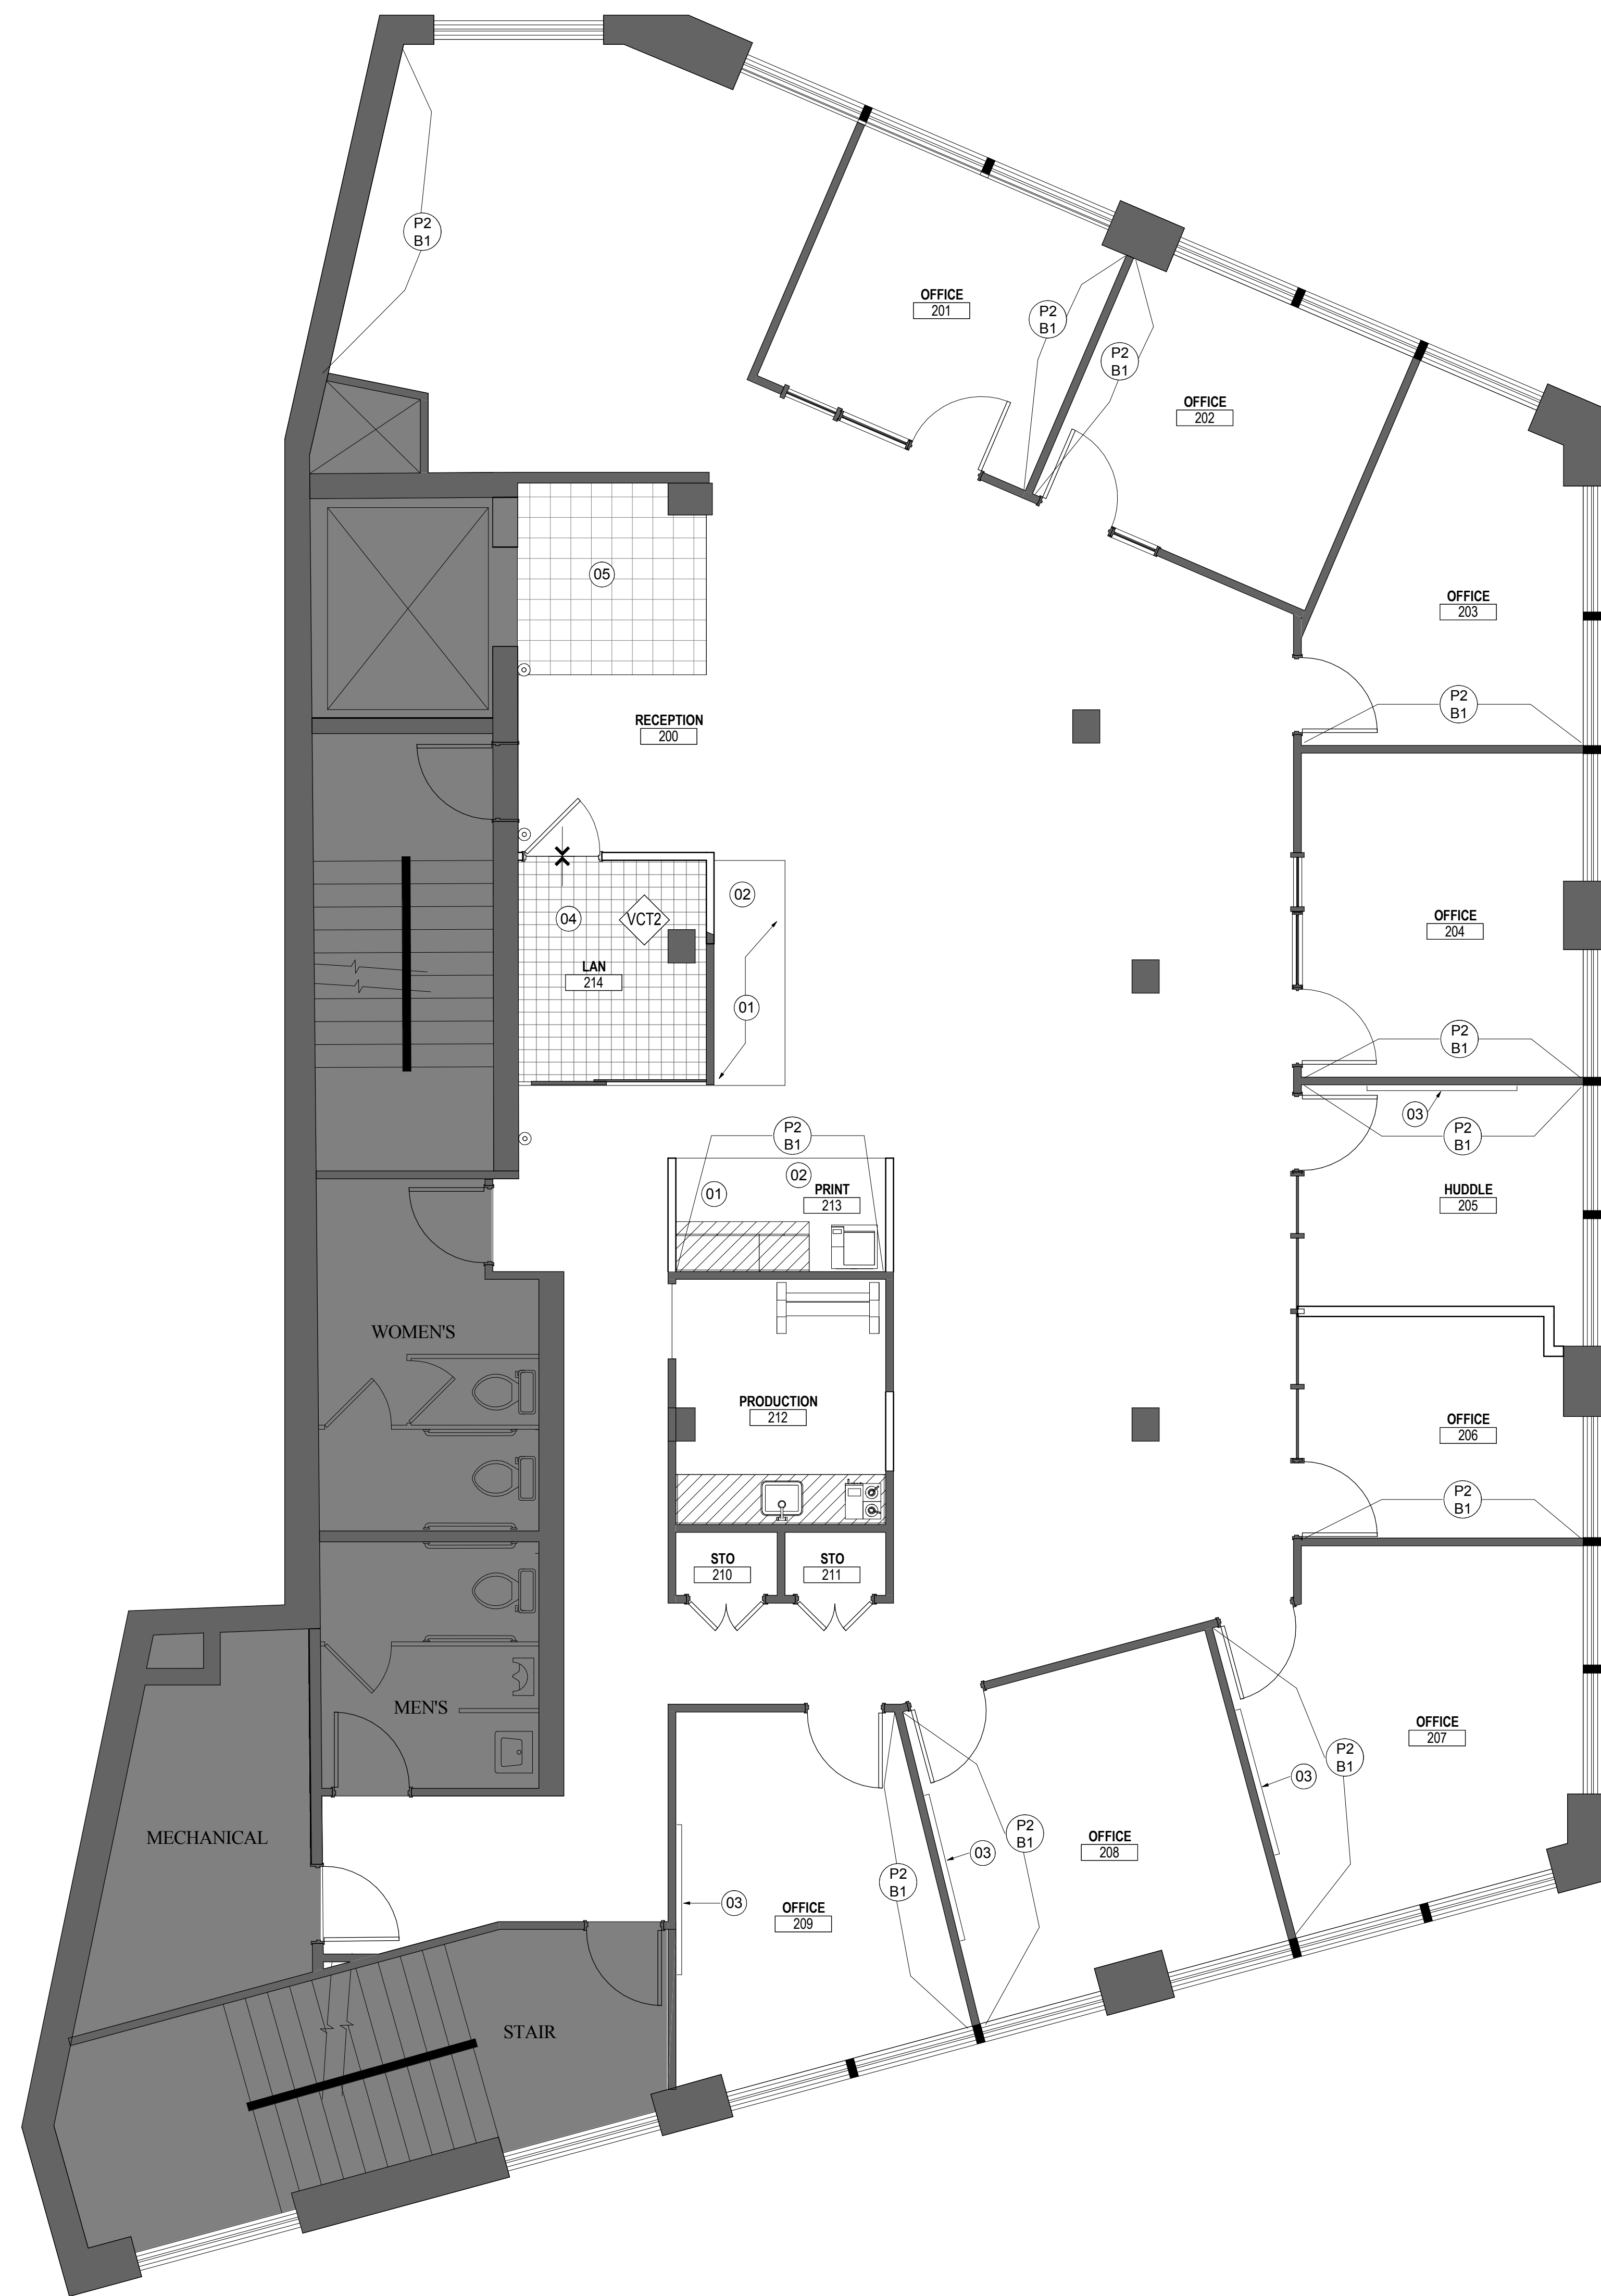 P2
B1
OFFICE
201
P2
B1
P2
B1
OFFICE
202
05
OFFICE
203
P2
B1
RECEPTION
200
02
04
VCT2
OFFICE
204
LAN
214
01
P2
B1
03
P2
B1
P2
B1
02
01
PRINT
213
HUDDLE
205
WOMEN'S
PRODUCTION
212
OFFICE
206
P2
B1
STO
210
STO
211
MEN'S
OFFICE
207
P2
B1
03
MECHANICAL
P2
B1
OFFICE
208
03
P2
B1
03
OFFICE
209
STAIR